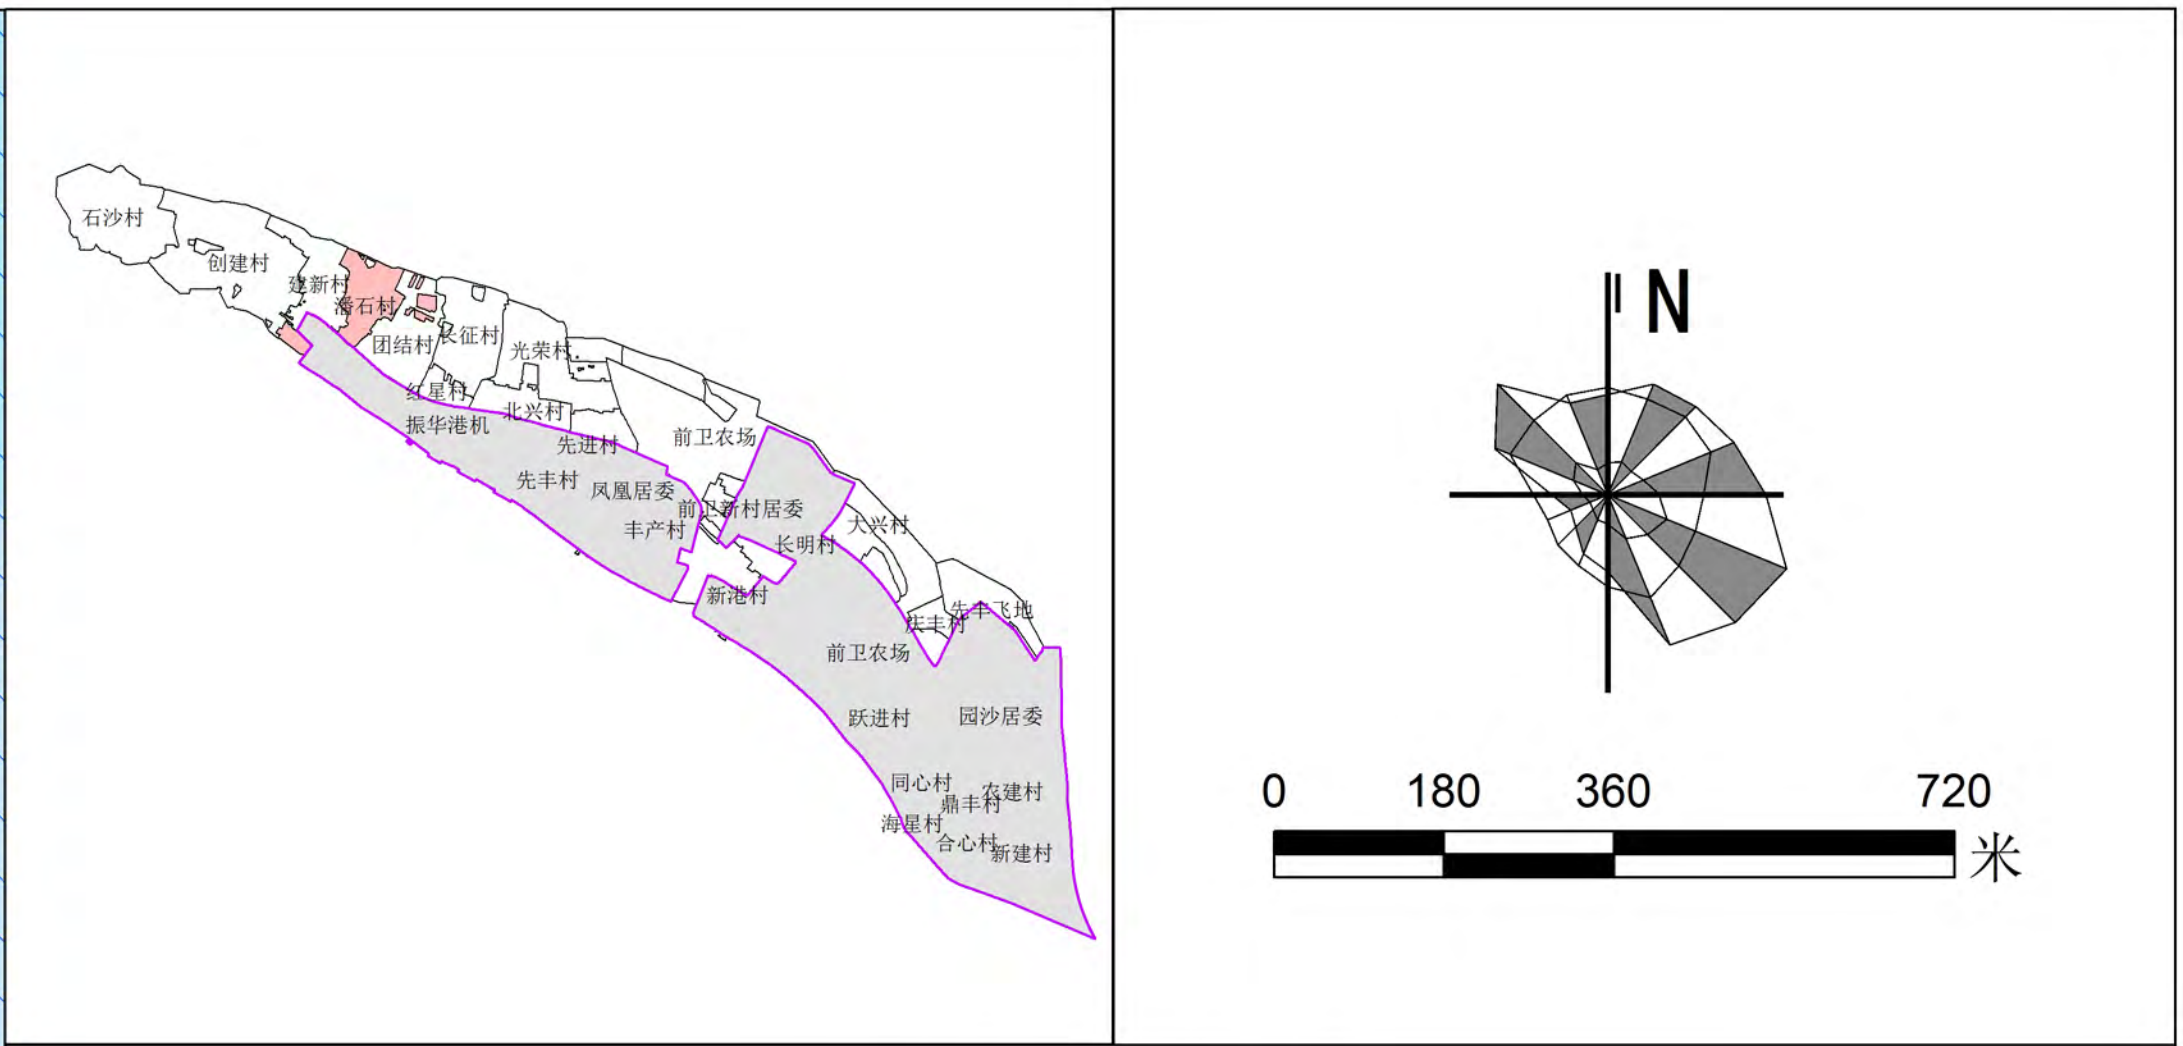 石沙村
创建村
建新村
潘石村
团结村
长征村
光荣村
红星村
北兴村
振华港机
先进村
前卫农场
先丰村
凤凰居委
前卫新村居委
丰产村
大兴村
长明村
新港村
先丰飞地
庆丰村
前卫农场
跃进村
园沙居委
同心村
农建村
鼎丰村
海星村
合心村
新建村
N
0 180 360 720
米